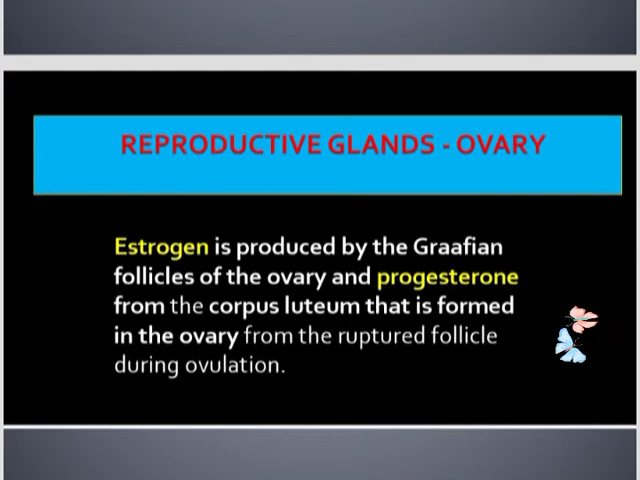 REPRODUCTIVE GLANDS - OVARY
Estrogen is produced by the Graafian
follicles of the ovary and progesterone
from the corpus luteum that is formed
in the ovary from the ruptured follicle
during ovulation.